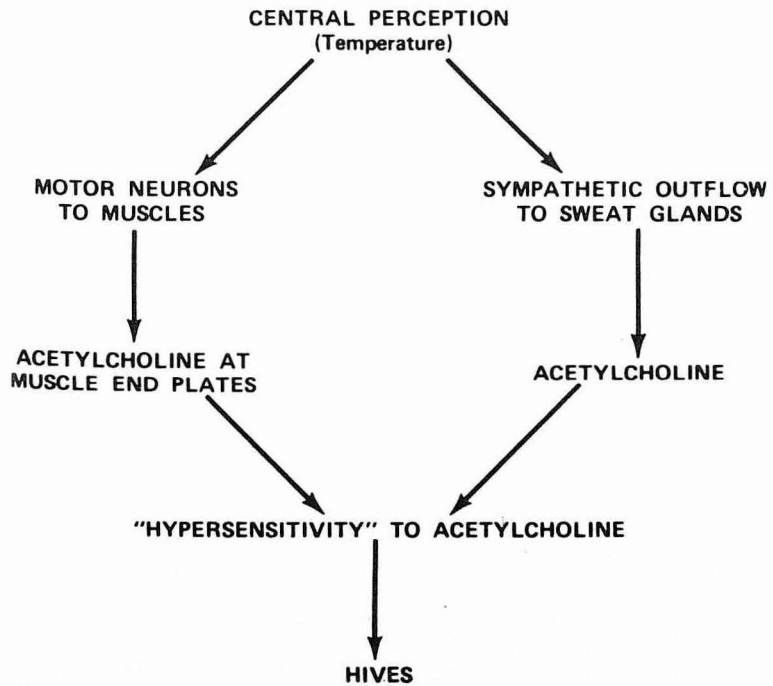 CENTRAL PERCEPTION
(Temperature)
MOTOR NEURONS
TO MUSCLES
SYMPATHETIC OUTFLOW
TO SWEAT GLANDS
ACETYLCHOLINE AT
MUSCLE END PLATES
ACETYLCHOLINE
"HYPERSENSITIVITY" TO ACETYLCHOLINE
HIVES